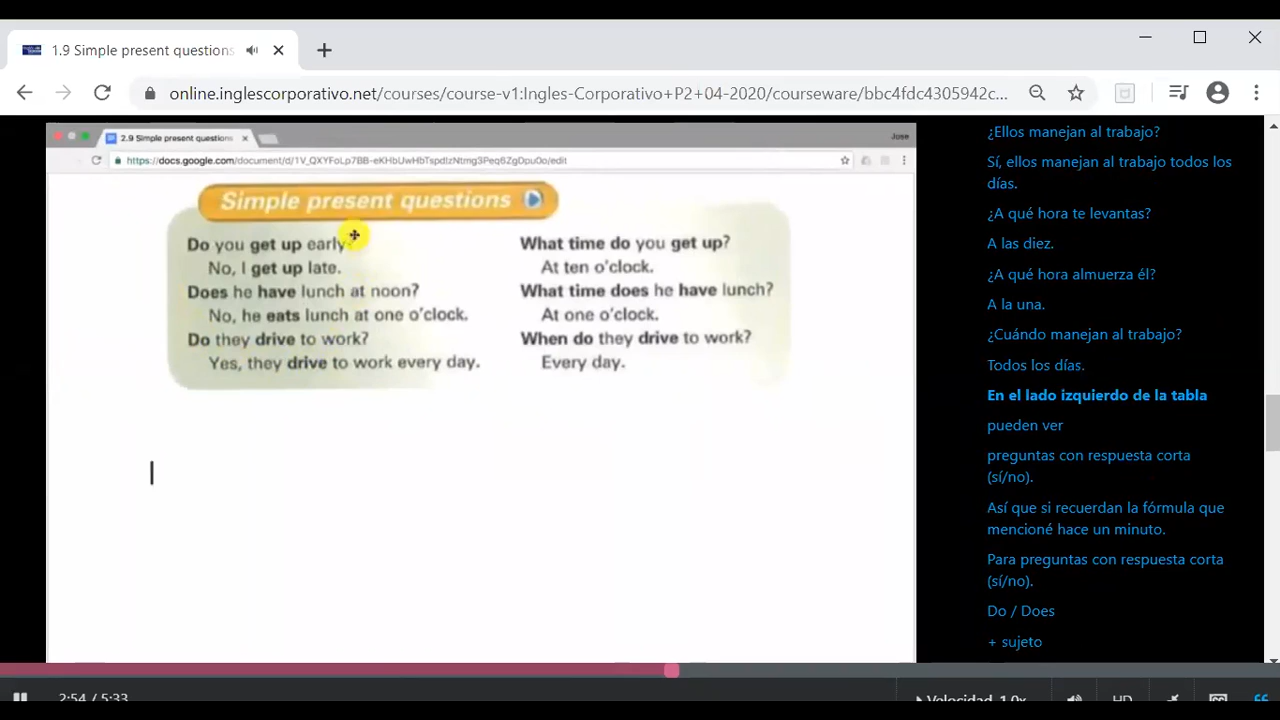 1.9 Simple present questions
online.inglescorporativo.net/courses/course-v1:Ingles-Corporativo+P2+04-2020/courseware/bbc4fdc4305942c...
2.9 Simple present questions
Jose
https://docs.google.com/document/d/1V_QXYFoLp7BB-eKHbUwHbTspdIzNtmg3Peq6ZgDpu0o/edit
Simple present questions
Do you get up early
No, I get up late.
Does he have lunch at noon?
No, he eats lunch at one o'clock.
Do they drive to work?
Yes, they drive to work every day.
What time do you get up?
At ten o'clock.
What time does he have lunch?
At one o'clock.
When do they drive to work?
Every day.
¿Ellos manejan al trabajo?
Sí, ellos manejan al trabajo todos los
días.
¿A qué hora te levantas?
A las diez.
¿A qué hora almuerza él?
A la una.
¿Cuándo manejan al trabajo?
Todos los días.
En el lado izquierdo de la tabla
pueden ver
preguntas con respuesta corta
(sí/no).
Así que si recuerdan la fórmula que
mencioné hace un minuto.
Para preguntas con respuesta corta
(sí/no).
Do / Does
+ sujeto
2:54 / 5:33
Velocidad 1.0x
HD
CC